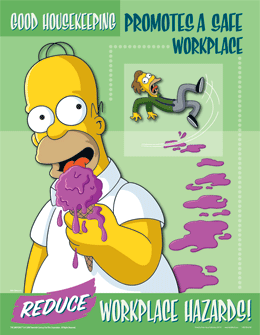 GOOD HOUSEKEEPING PROMOTES A SAFE
WORKPLACE
REDUCE WORKPLACE HAZARDS!